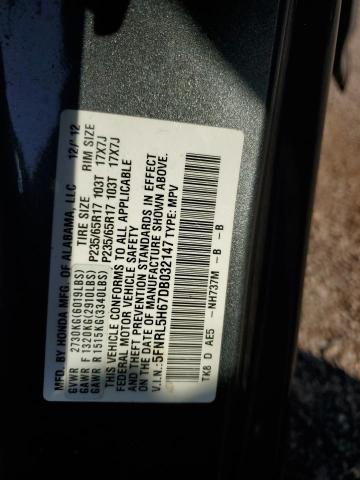 MFD. BY HONDA MFG. OF ALABAMA, LLC 12/ 12
TIRE SIZE RIM SIZE
GVWR 2730KG(6019LBS)
GAWR F 1320KG(2910LBS) P235/65R17 103T 17X7J
GAWR R 1515KG(3340LBS) P235/65R17 103T 17X7J
THIS VEHICLE CONFORMS TO ALL APPLICABLE
FEDERAL MOTOR VEHICLE SAFETY
AND THEFT PREVENTION STANDARDS IN EFFECT
ON THE DATE OF MANUFACTURE SHOWN ABOVE.
V.I.N.: 5FNRL5H67DB032147 TYPE: MPV
TK8 D AE5 -NH737M - B - B